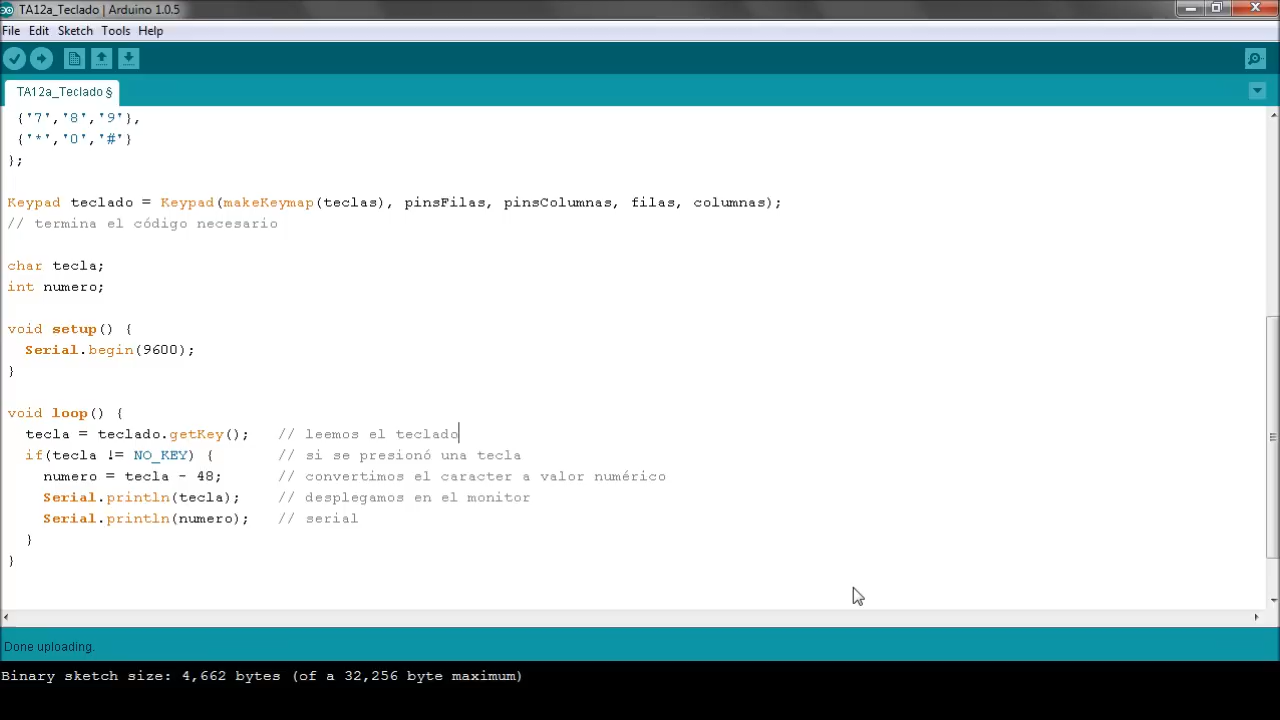 TA12a_Teclado | Arduino 1.0.5
File Edit Sketch Tools Help
TA12a_Teclado §
{'7','8','9'},
{'*','0','#'}
};
Keypad teclado = Keypad(makeKeymap(teclas), pinsFilas, pinsColumnas, filas, columnas);
// termina el código necesario
char tecla;
int numero;
void setup() {
Serial.begin(9600);
}
void loop() {
tecla = teclado.getKey(); // leemos el teclado
if(tecla != NO_KEY) { // si se presionó una tecla
numero = tecla - 48; // convertimos el caracter a valor numérico
Serial.println(tecla); // desplegamos en el monitor
Serial.println(numero); // serial
}
}
Done uploading.
Binary sketch size: 4,662 bytes (of a 32,256 byte maximum)